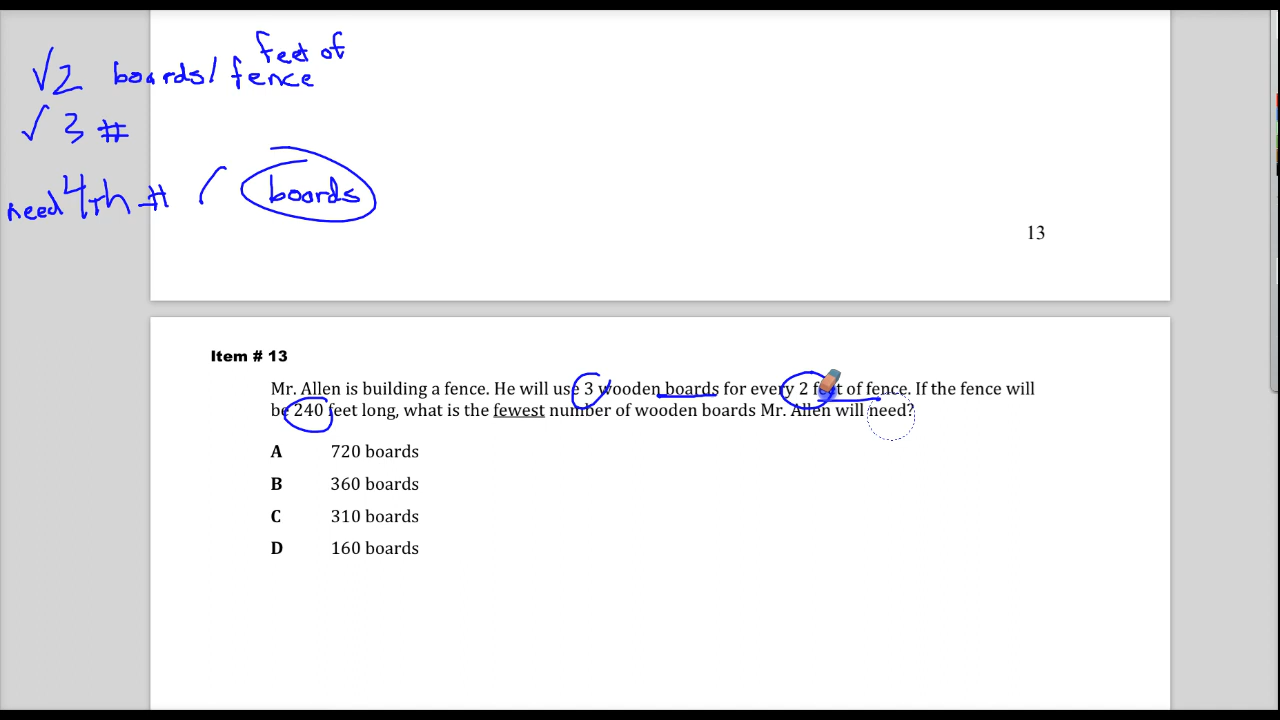 feet of
√2 boards/ fence
√ 3 #
need 4th # ( boards
13
Item # 13
Mr. Allen is building a fence. He will use 3 wooden boards for every 2 feet of fence. If the fence will
be 240 feet long, what is the fewest number of wooden boards Mr. Allen will need?
A 720 boards
B 360 boards
C 310 boards
D 160 boards